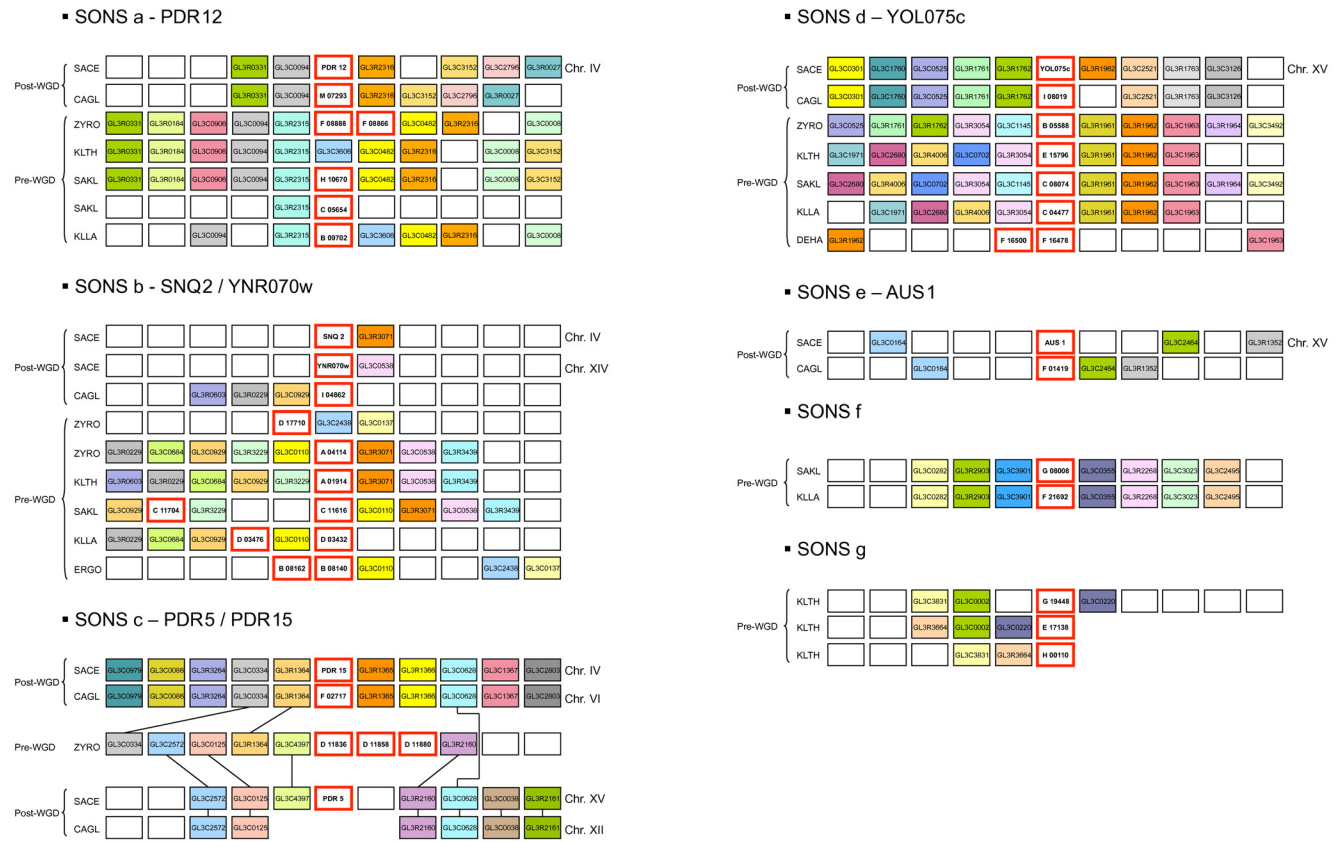 ▪ SONS a - PDR12
Post-WGD
SACE GL3R0331 GL3C0094 PDR 12 GL3R2316 GL3C3152 GL3C2796 GL3R0027 Chr. IV
CAGL GL3R0331 GL3C0094 M 07293 GL3R2316 GL3C3152 GL3C2796 GL3R0027
Pre-WGD
ZYRO GL3R0331 GL3R0184 GL3C0906 GL3C0094 GL3R2315 F 08888 F 08866 GL3C0482 GL3R2316 GL3C0008
KLTH GL3R0331 GL3R0184 GL3C0906 GL3C0094 GL3R2315 GL3C3606 GL3C0482 GL3R2316 GL3C0008 GL3C3152
SAKL GL3R0331 GL3R0184 GL3C0906 GL3C0094 GL3R2315 H 10670 GL3C0482 GL3R2316 GL3C0008 GL3C3152
SAKL GL3R2315 C 05654
KLLA GL3C0094 GL3R2315 B 09702 GL3C3606 GL3C0482 GL3R2316 GL3C0008
▪ SONS b - SNQ2 / YNR070w
Post-WGD
SACE SNQ 2 GL3R3071 Chr. IV
SACE YNR070w GL3C0538 Chr. XIV
CAGL GL3R0603 GL3R0229 GL3C0929 I 04862
Pre-WGD
ZYRO D 17710 GL3C2438 GL3C0137
ZYRO GL3R0229 GL3C0684 GL3C0929 GL3R3229 GL3C0110 A 04114 GL3R3071 GL3C0538 GL3R3439
KLTH GL3R0603 GL3R0229 GL3C0684 GL3C0929 GL3R3229 A 01914 GL3R3071 GL3C0538 GL3R3439
SAKL GL3C0929 C 11704 GL3R3229 C 11616 GL3C0110 GL3R3071 GL3C0538 GL3R3439
KLLA GL3R0229 GL3C0684 GL3C0929 D 03476 GL3C0110 D 03432
ERGO B 08162 B 08140 GL3C0110 GL3C2438 GL3C0137
▪ SONS c – PDR5 / PDR15
Post-WGD
SACE GL3C0979 GL3C0086 GL3R3264 GL3C0334 GL3R1364 PDR 15 GL3R1365 GL3R1366 GL3C0628 GL3C1367 GL3C2803 Chr. IV
CAGL GL3C0979 GL3C0086 GL3R3264 GL3C0334 GL3R1364 F 02717 GL3R1365 GL3R1366 GL3C0628 GL3C1367 GL3C2803 Chr. VI
Pre-WGD ZYRO GL3C0334 GL3C2572 GL3C0125 GL3R1364 GL3C4397 D 11836 D 11858 D 11880 GL3R2160
Post-WGD
SACE GL3C2572 GL3C0125 GL3C4397 PDR 5 GL3R2160 GL3C0628 GL3C0038 GL3R2161 Chr. XV
CAGL GL3C2572 GL3C0125 GL3R2160 GL3C0628 GL3C0038 GL3R2161 Chr. XII
▪ SONS d – YOL075c
Post-WGD
SACE GL3C0301 GL3C1760 GL3C0525 GL3R1761 GL3R1762 YOL075c GL3R1962 GL3C2521 GL3R1763 GL3C3126 Chr. XV
CAGL GL3C0301 GL3C1760 GL3C0525 GL3R1761 GL3R1762 I 08019 GL3C2521 GL3R1763 GL3C3126
Pre-WGD
ZYRO GL3C0525 GL3R1761 GL3R1762 GL3R3054 GL3C1145 B 05588 GL3R1961 GL3R1962 GL3C1963 GL3R1964 GL3C3492
KLTH GL3C1971 GL3C2680 GL3R4006 GL3C0702 GL3R3054 E 15796 GL3R1961 GL3R1962 GL3C1963
SAKL GL3C2680 GL3R4006 GL3C0702 GL3R3054 GL3C1145 C 08074 GL3R1961 GL3R1962 GL3C1963 GL3R1964 GL3C3492
KLLA GL3C1971 GL3C2680 GL3R4006 GL3R3054 C 04477 GL3R1961 GL3R1962 GL3C1963
DEHA GL3R1962 F 16500 F 16478 GL3C1963
▪ SONS e – AUS1
Post-WGD
SACE GL3C0164 AUS 1 GL3C2464 GL3R1352 Chr. XV
CAGL GL3C0164 F 01419 GL3C2464 GL3R1352
▪ SONS f
Pre-WGD
SAKL GL3C0282 GL3R2903 GL3C3901 G 08008 GL3C0355 GL3R2268 GL3C3023 GL3C2495
KLLA GL3C0282 GL3R2903 GL3C3901 F 21692 GL3C0355 GL3R2268 GL3C3023 GL3C2495
▪ SONS g
Pre-WGD
KLTH GL3C3831 GL3C0002 G 19448 GL3C0220
KLTH GL3R3664 GL3C0002 GL3C0220 E 17138
KLTH GL3C3831 GL3R3664 H 00110